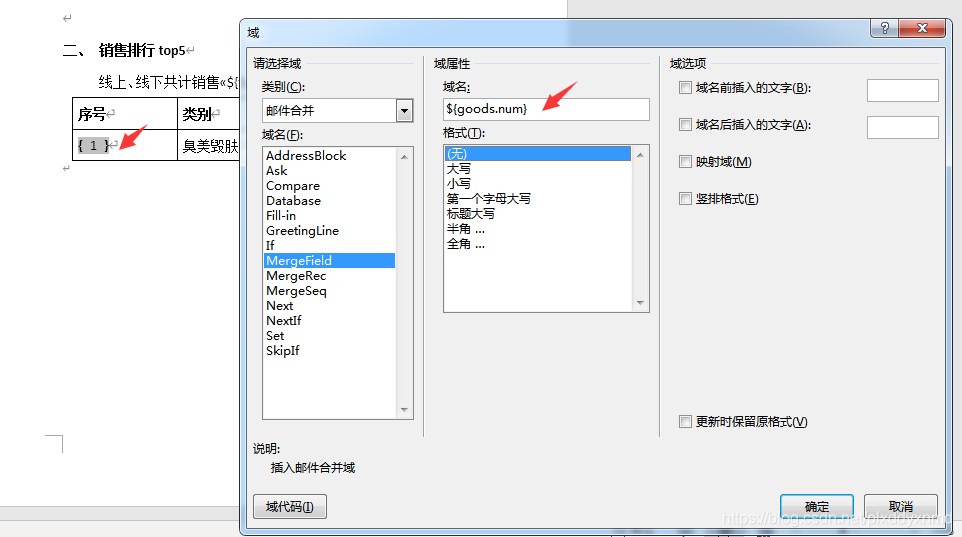 二、 销售排行 top5
线上、线下共计销售«${
序号 类别
{ 1 } 臭美毁肤
域
请选择域
类别(C):
邮件合并
域名(F):
AddressBlock
Ask
Compare
Database
Fill-in
GreetingLine
If
MergeField
MergeRec
MergeSeq
Next
NextIf
Set
SkipIf
域属性
域名:
${goods.num}
格式(T):
(无)
大写
小写
第一个字母大写
标题大写
半角 ...
全角 ...
域选项
域名前插入的文字(B):
域名后插入的文字(A):
映射域(M)
竖排格式(E)
更新时保留原格式(V)
说明:
插入邮件合并域
域代码(I)
确定
取消